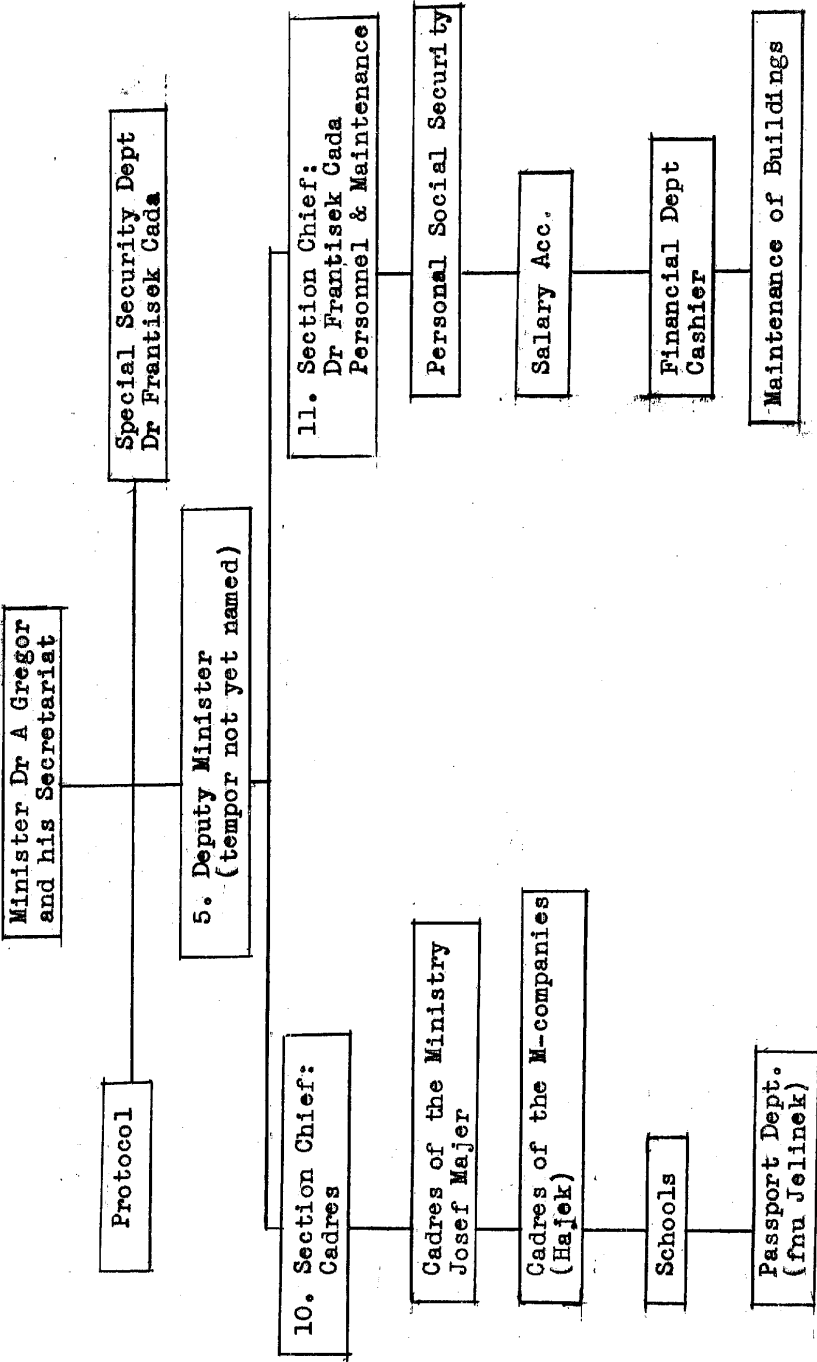 Minister Dr A Gregor
and his Secretariat
Protocol
Special Security Dept
Dr Frantisek Cada
5. Deputy Minister
(tempor not yet named)
10. Section Chief:
Cadres
11. Section Chief:
Dr Frantisek Cada
Personnel & Maintenance
Cadres of the Ministry
Josef Majer
Personal Social Security
Cadres of the M-companies
(Hajek)
Salary Acc.
Schools
Financial Dept
Cashier
Passport Dept.
(fnu Jelinek)
Maintenance of Buildings